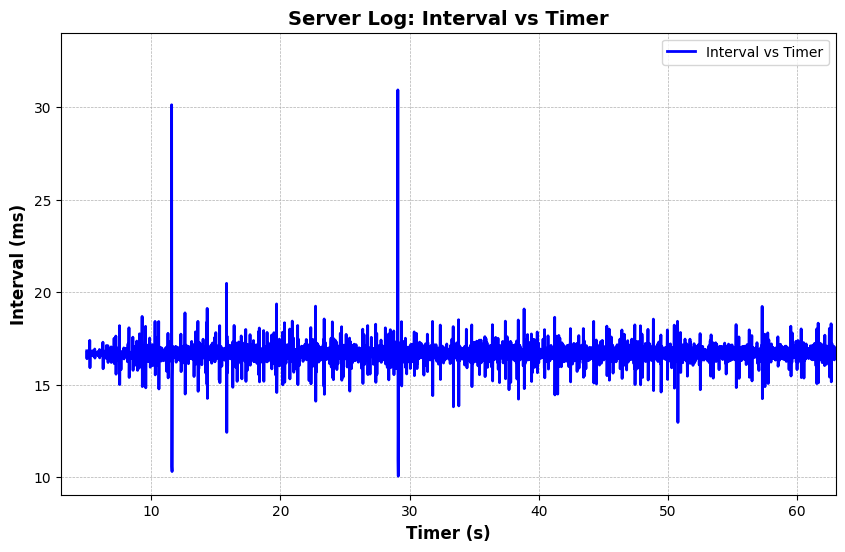 Server Log: Interval vs Timer
Interval vs Timer
30
25
20
15
10
Interval (ms)
10 20 30 40 50 60
Timer (s)